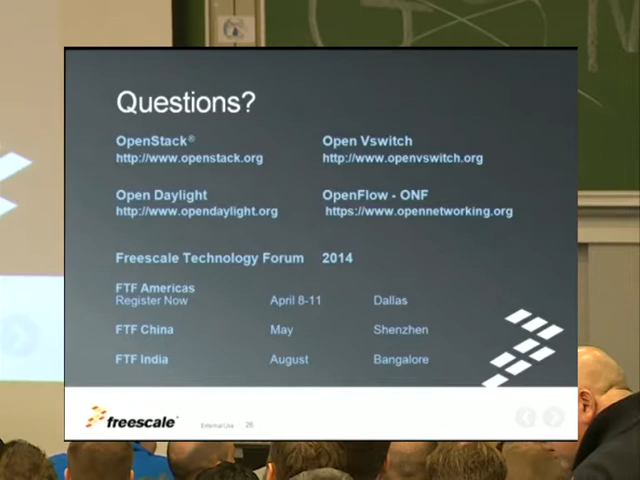 Questions?
OpenStack®
http://www.openstack.org
Open Vswitch
http://www.openvswitch.org
Open Daylight
http://www.opendaylight.org
OpenFlow - ONF
https://www.opennetworking.org
Freescale Technology Forum 2014
FTF Americas
Register Now April 8-11 Dallas
FTF China May Shenzhen
FTF India August Bangalore
freescale™
External Use 26